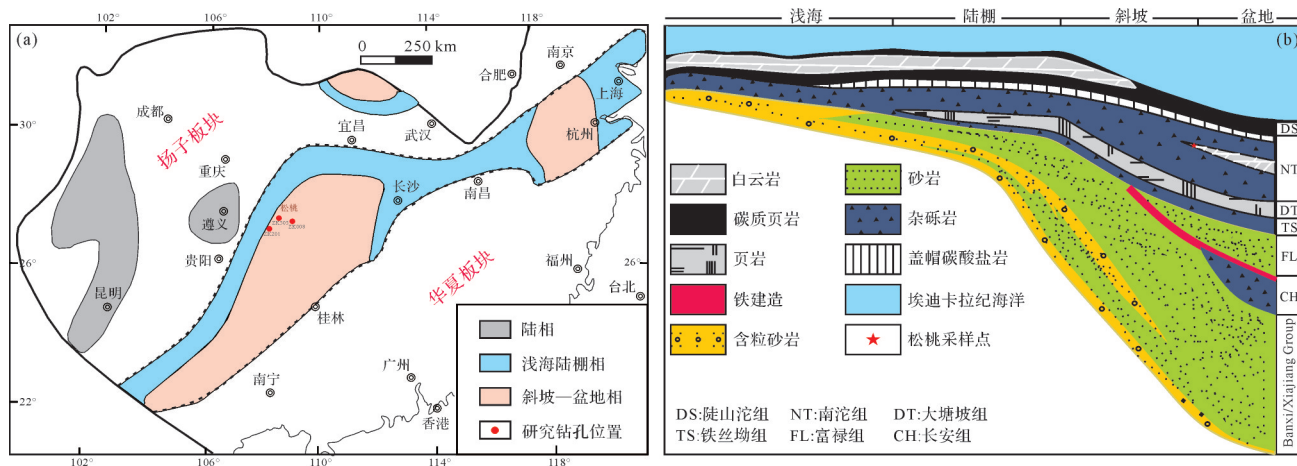 (a)
102° 106° 110° 114° 118°
0 250 km
南京
合肥
上海
成都
30°
扬子板块
宜昌
武汉
杭州
重庆
长沙
南昌
松桃
遵义
贵阳
26°
华夏板块
福州
26°
台北
昆明
桂林
广州
南宁
香港
22°
陆相
浅海陆棚相
斜坡—盆地相
研究钻孔位置
102° 106° 110° 114° 118°
浅海 陆棚 斜坡 盆地
(b)
DS
NT
DT
TS
FL
CH
Banxi/Xiajiang Group
白云岩 砂岩
碳质页岩 杂砾岩
页岩 盖帽碳酸盐岩
铁建造 埃迪卡拉纪海洋
含粒砂岩 松桃采样点
DS:陡山沱组 NT:南沱组 DT:大塘坡组
TS:铁丝坳组 FL:富禄组 CH:长安组